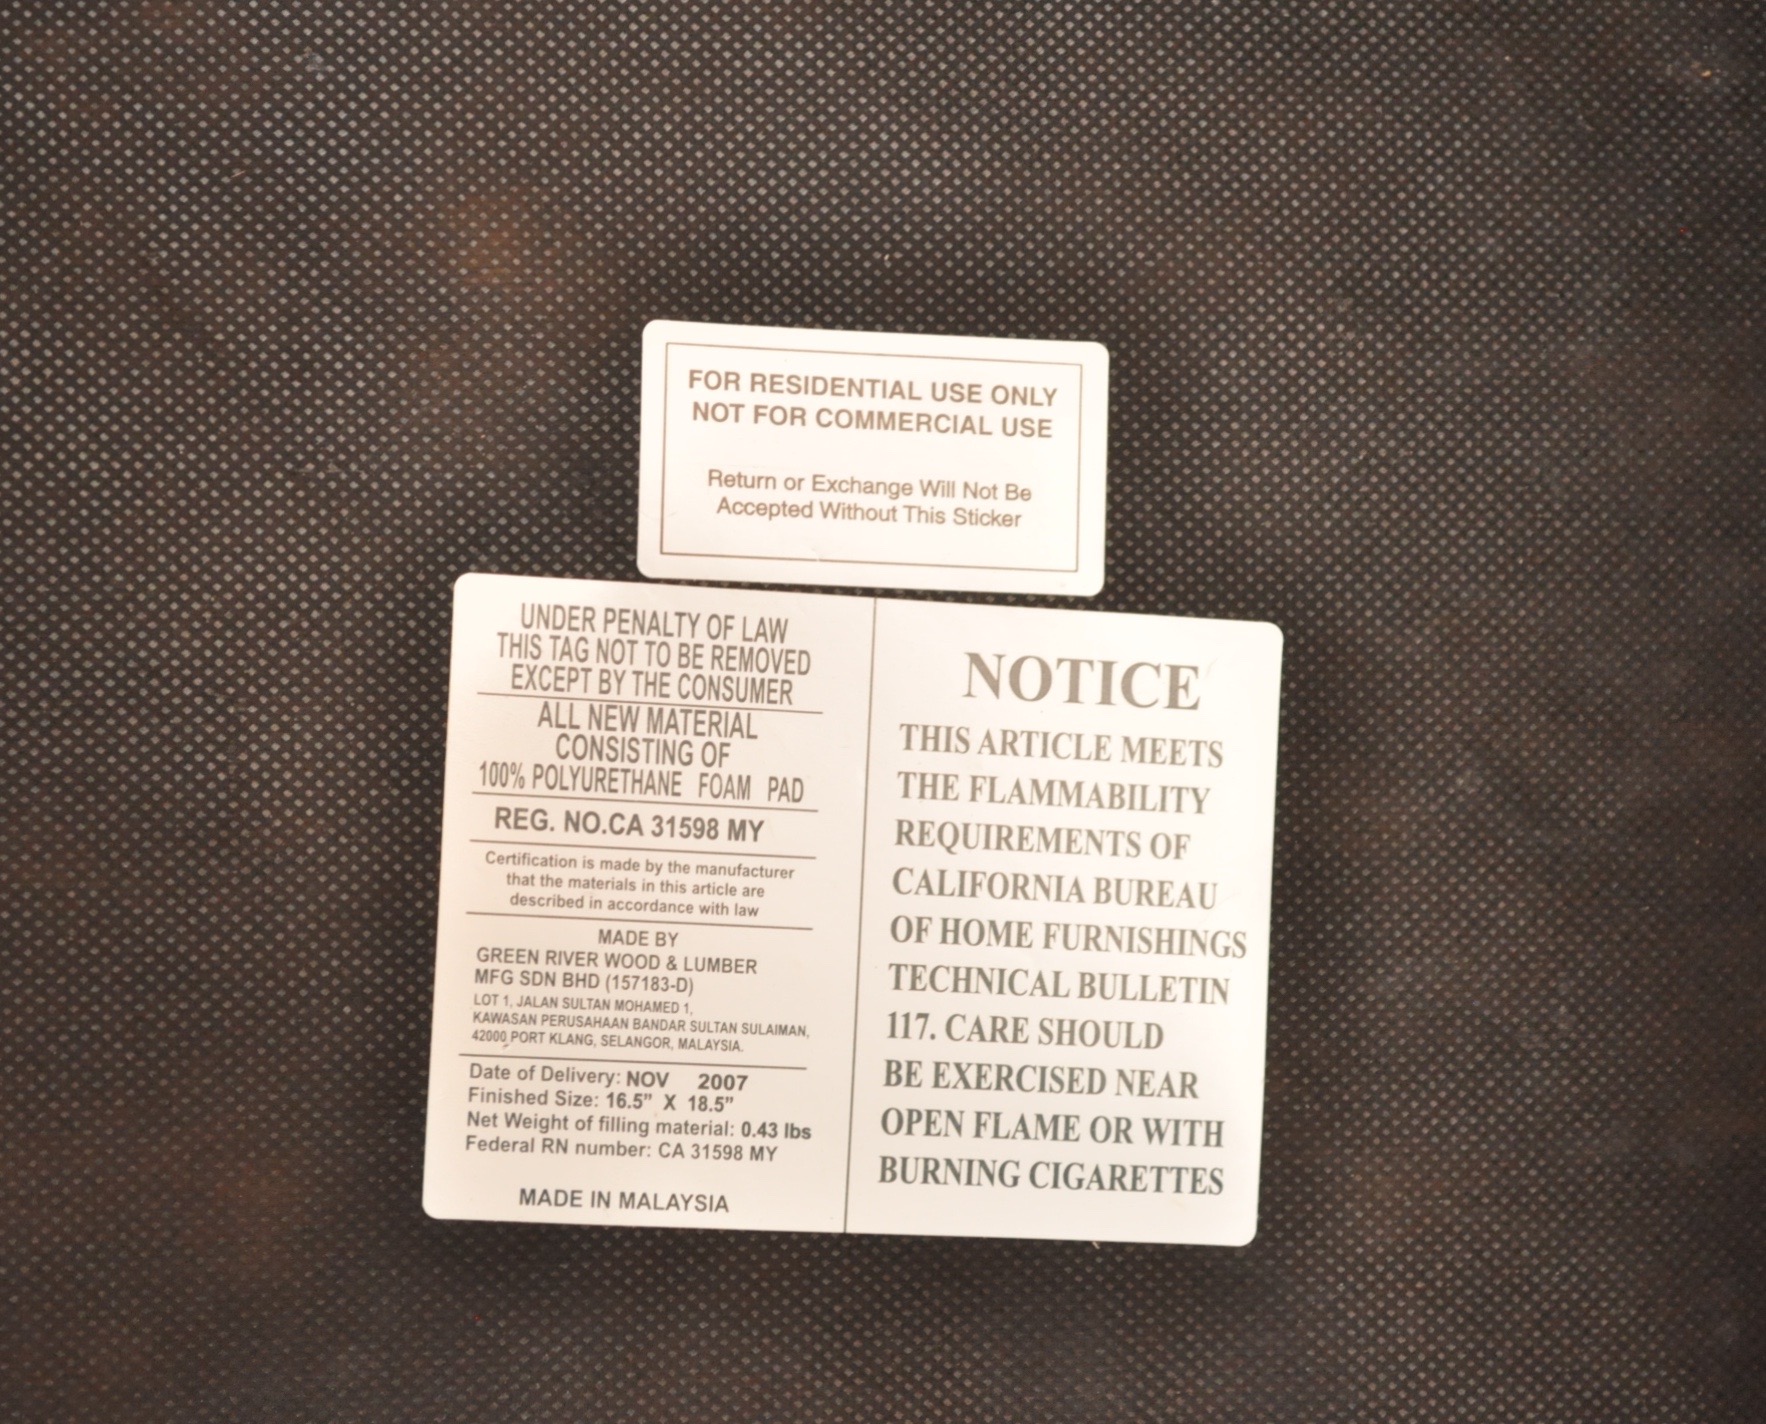 FOR RESIDENTIAL USE ONLY
NOT FOR COMMERCIAL USE
Return or Exchange Will Not Be
Accepted Without This Sticker
UNDER PENALTY OF LAW
THIS TAG NOT TO BE REMOVED
EXCEPT BY THE CONSUMER
ALL NEW MATERIAL
CONSISTING OF
100% POLYURETHANE FOAM PAD
REG. NO.CA 31598 MY
Certification is made by the manufacturer
that the materials in this article are
described in accordance with law
MADE BY
GREEN RIVER WOOD & LUMBER
MFG SDN BHD (157183-D)
LOT 1, JALAN SULTAN MOHAMED 1,
KAWASAN PERUSAHAAN BANDAR SULTAN SULAIMAN,
42000 PORT KLANG, SELANGOR, MALAYSIA.
Date of Delivery: NOV 2007
Finished Size: 16.5” X 18.5”
Net Weight of filling material: 0.43 lbs
Federal RN number: CA 31598 MY
MADE IN MALAYSIA
NOTICE
THIS ARTICLE MEETS
THE FLAMMABILITY
REQUIREMENTS OF
CALIFORNIA BUREAU
OF HOME FURNISHINGS
TECHNICAL BULLETIN
117. CARE SHOULD
BE EXERCISED NEAR
OPEN FLAME OR WITH
BURNING CIGARETTES